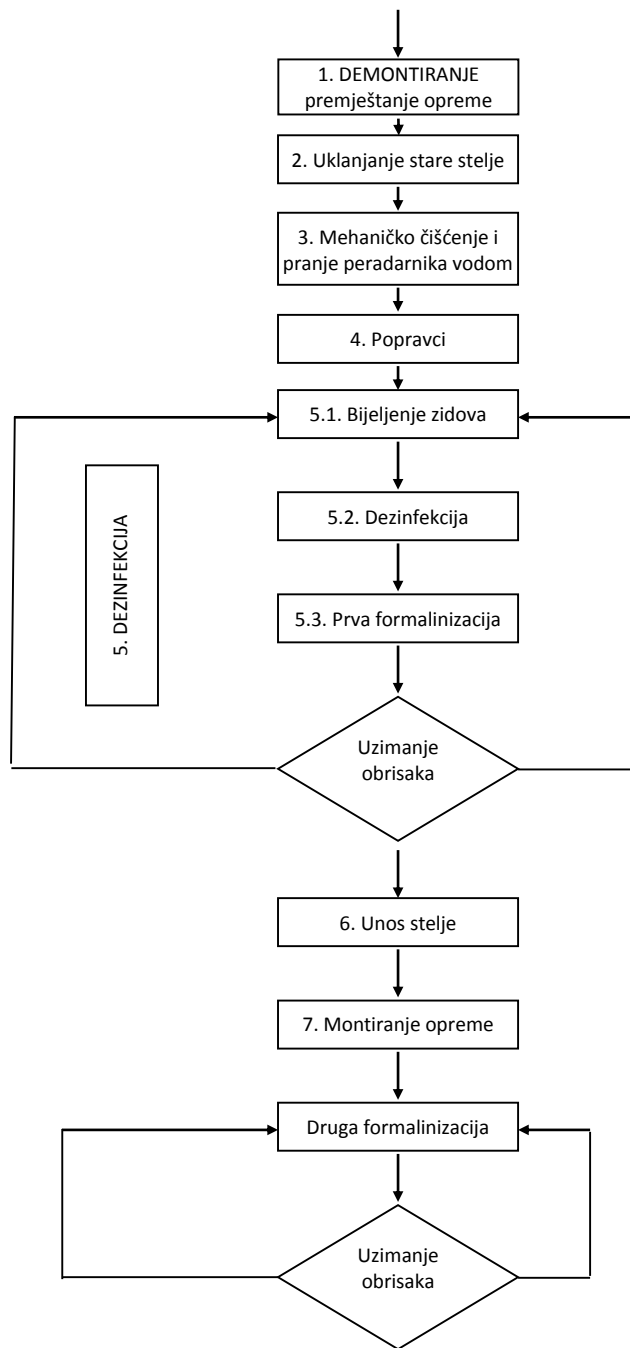 1. DEMONTIRANJE
premještanje opreme
2. Uklanjanje stare stelje
3. Mehaničko čišćenje i
pranje peradarnika vodom
4. Popravci
5.1. Bijeljenje zidova
5. DEZINFEKCIJA
5.2. Dezinfekcija
5.3. Prva formalinizacija
Uzimanje
obrisaka
6. Unos stelje
7. Montiranje opreme
Druga formalinizacija
Uzimanje
obrisaka